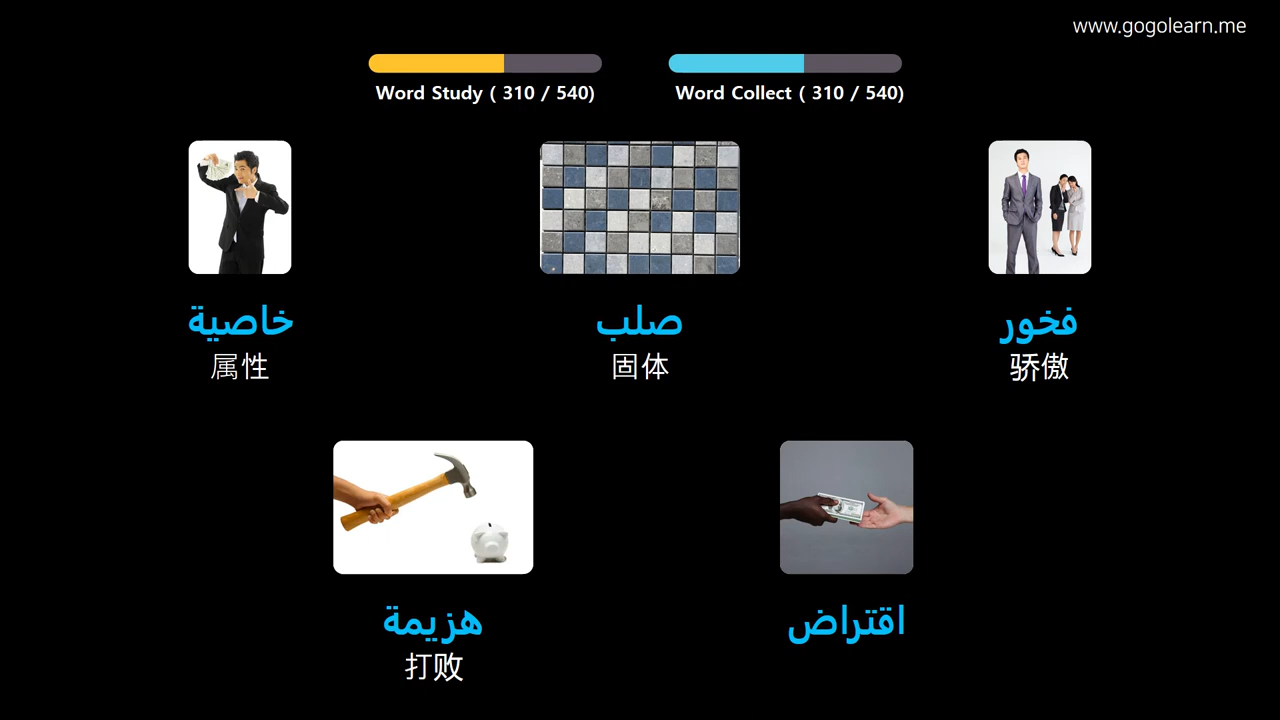 www.gogolearn.me
Word Study ( 310 / 540)
Word Collect ( 310 / 540)
خاصية
属性
صلب
固体
فخور
骄傲
هزيمة
打败
اقتراض